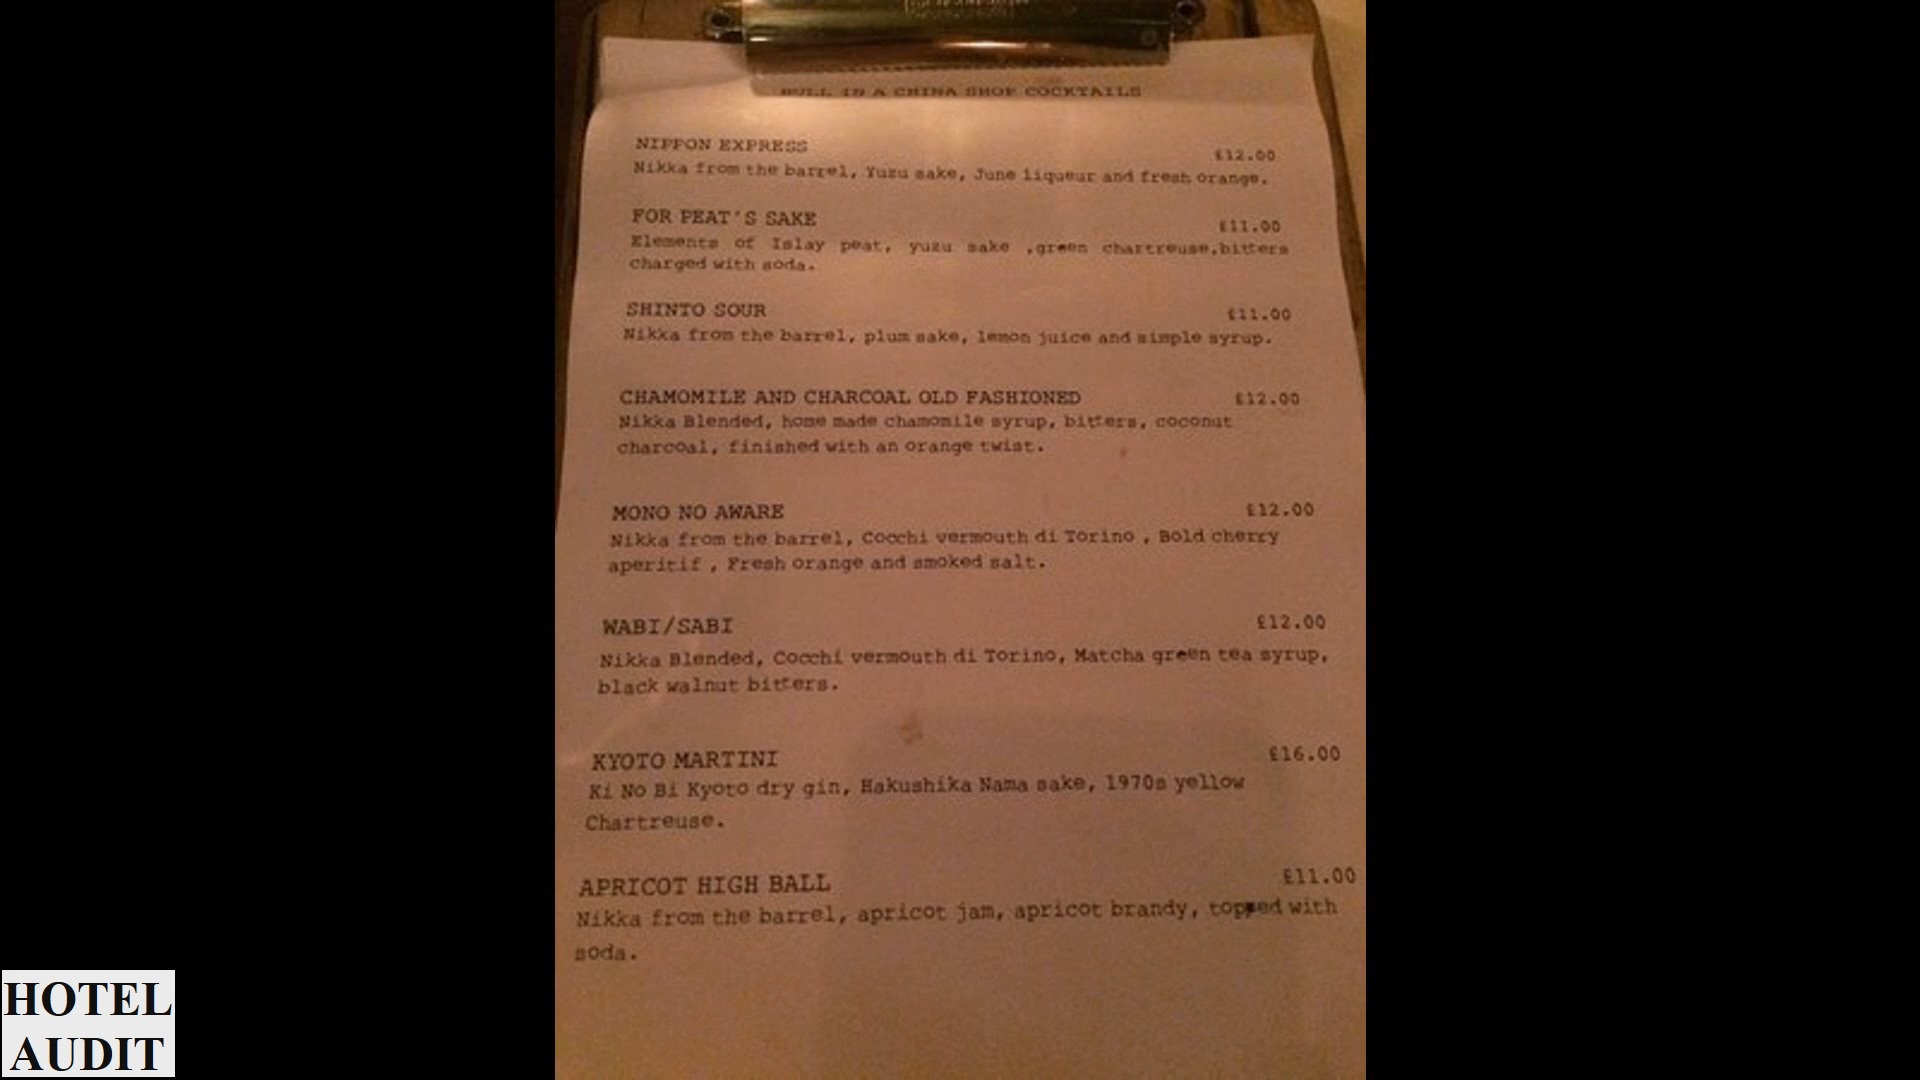 BULL IN A CHINA SHOP COCKTAILS
NIPPON EXPRESS £12.00
Nikka from the barrel, Yuzu sake, June liqueur and fresh orange.
FOR PEAT'S SAKE £11.00
Elements of Islay peat, yuzu sake ,green chartreuse,bitters
charged with soda.
SHINTO SOUR £11.00
Nikka from the barrel, plum sake, lemon juice and simple syrup.
CHAMOMILE AND CHARCOAL OLD FASHIONED £12.00
Nikka Blended, home made chamomile syrup, bitters, coconut
charcoal, finished with an orange twist.
MONO NO AWARE £12.00
Nikka from the barrel, Cocchi vermouth di Torino , Bold cherry
aperitif , Fresh orange and smoked salt.
WABI/SABI £12.00
Nikka Blended, Cocchi vermouth di Torino, Matcha green tea syrup,
black walnut bitters.
KYOTO MARTINI £16.00
Ki No Bi Kyoto dry gin, Hakushika Nama sake, 1970s yellow
Chartreuse.
APRICOT HIGH BALL £11.00
Nikka from the barrel, apricot jam, apricot brandy, topped with
soda.
HOTEL
AUDIT